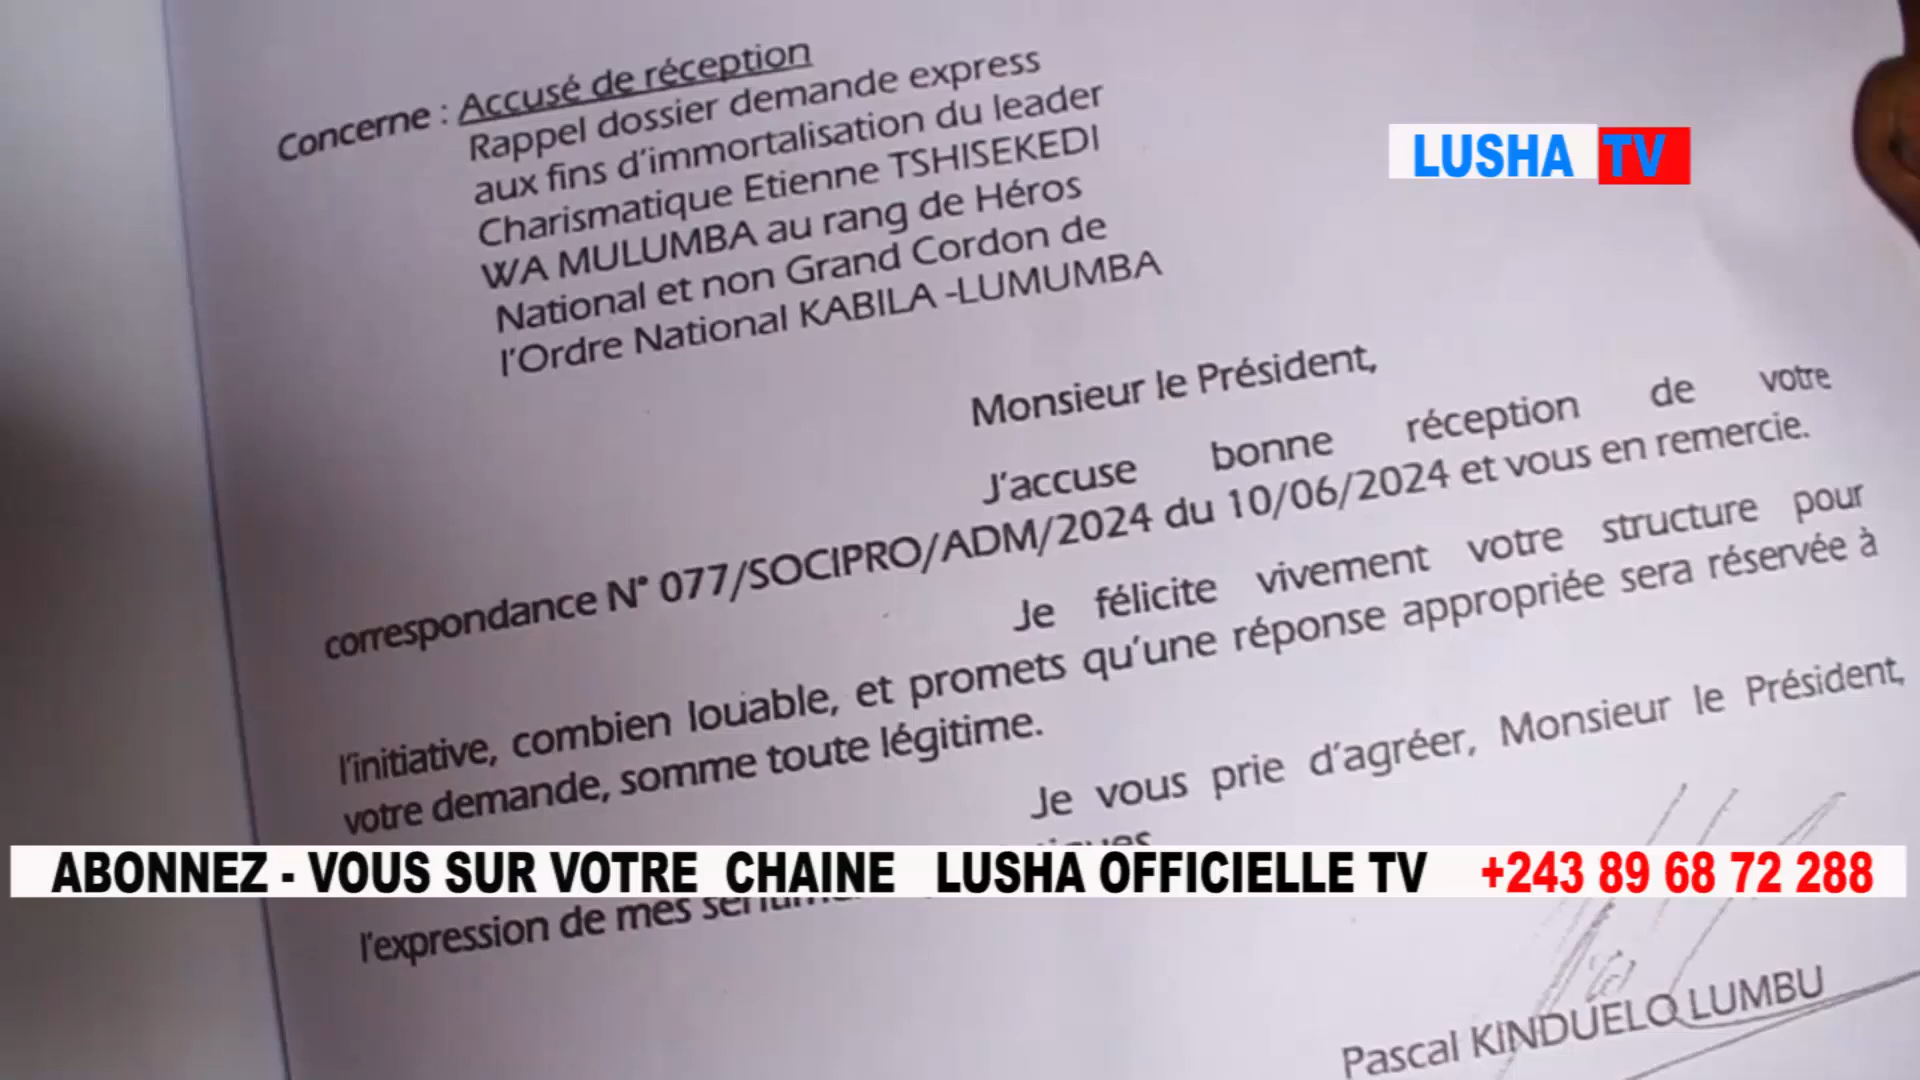 Concerne : Accusé de réception
Rappel dossier demande express
aux fins d'immortalisation du leader
Charismatique Etienne TSHISEKEDI
WA MULUMBA au rang de Héros
National et non Grand Cordon de
l'Ordre National KABILA -LUMUMBA
LUSHA TV
Monsieur le Président,
J'accuse bonne réception de votre
correspondance N° 077/SOCIPRO/ADM/2024 du 10/06/2024 et vous en remercie.
Je félicite vivement votre structure pour
l'initiative, combien louable, et promets qu'une réponse appropriée sera réservée à
votre demande, somme toute légitime.
Je vous prie d'agréer, Monsieur le Président,
ABONNEZ - VOUS SUR VOTRE CHAINE LUSHA OFFICIELLE TV +243 89 68 72 288
l'expression de mes
Pascal KINDUELO LUMBU